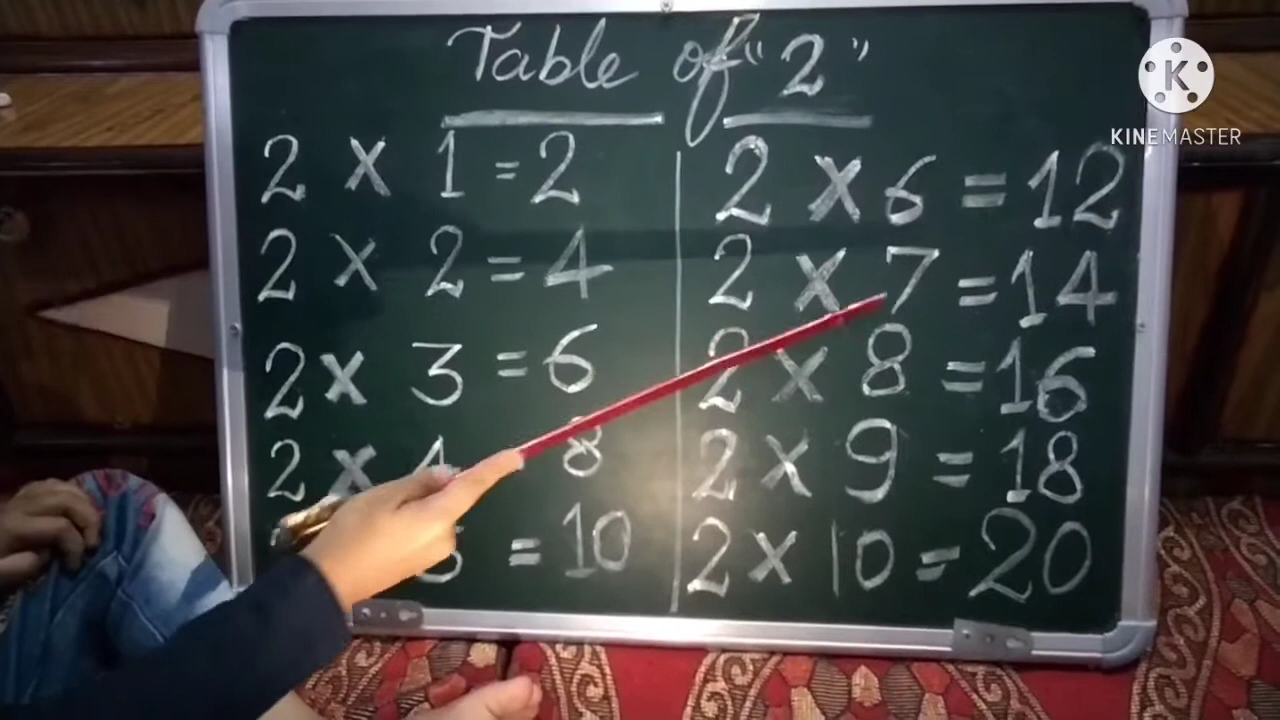 Table of "2"
2 × 1 = 2
2 × 2 = 4
2 × 3 = 6
2 × 4 8
5 = 10
2 × 6 = 12
2 × 7 = 14
2 × 8 = 16
2 × 9 = 18
2 × 10 = 20
K
KINEMASTER